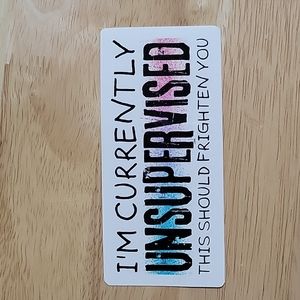 I'M CURRENTLY
UNSUPERVISED
THIS SHOULD FRIGHTEN YOU